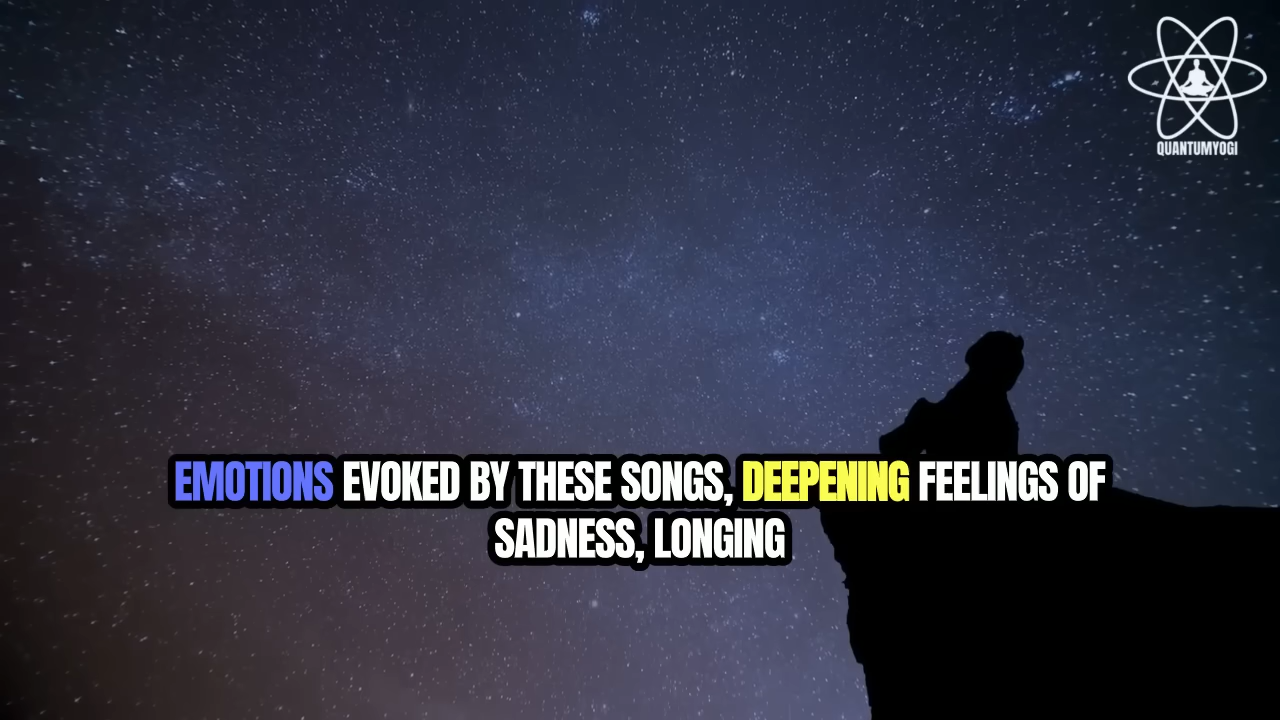 QUANTUMYOGI
EMOTIONS EVOKED BY THESE SONGS, DEEPENING FEELINGS OF
SADNESS, LONGING